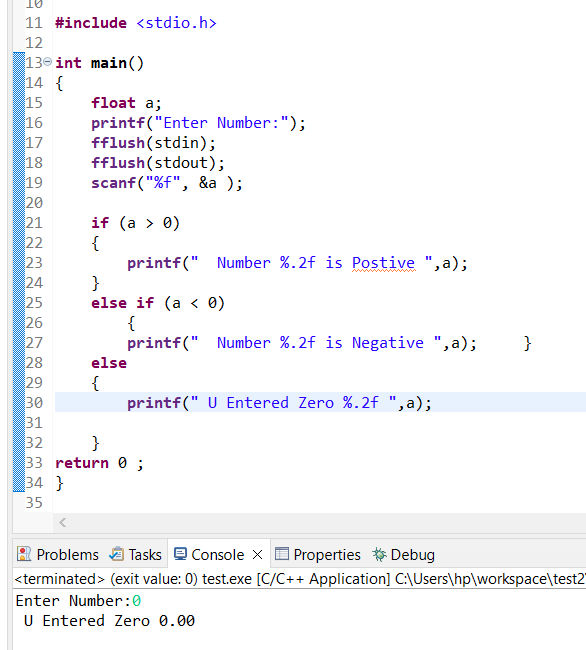 10
11 #include <stdio.h>
12
13 int main()
14 {
15     float a;
16     printf("Enter Number:");
17     fflush(stdin);
18     fflush(stdout);
19     scanf("%f", &a );
20
21     if (a > 0)
22     {
23         printf("  Number %.2f is Postive ",a);
24     }
25     else if (a < 0)
26         {
27         printf("  Number %.2f is Negative ",a);     }
28     else
29     {
30         printf(" U Entered Zero %.2f ",a);
31
32     }
33 return 0 ;
34 }
35
Problems Tasks Console Properties Debug
<terminated> (exit value: 0) test.exe [C/C++ Application] C:\Users\hp\workspace\test2\
Enter Number:0
 U Entered Zero 0.00